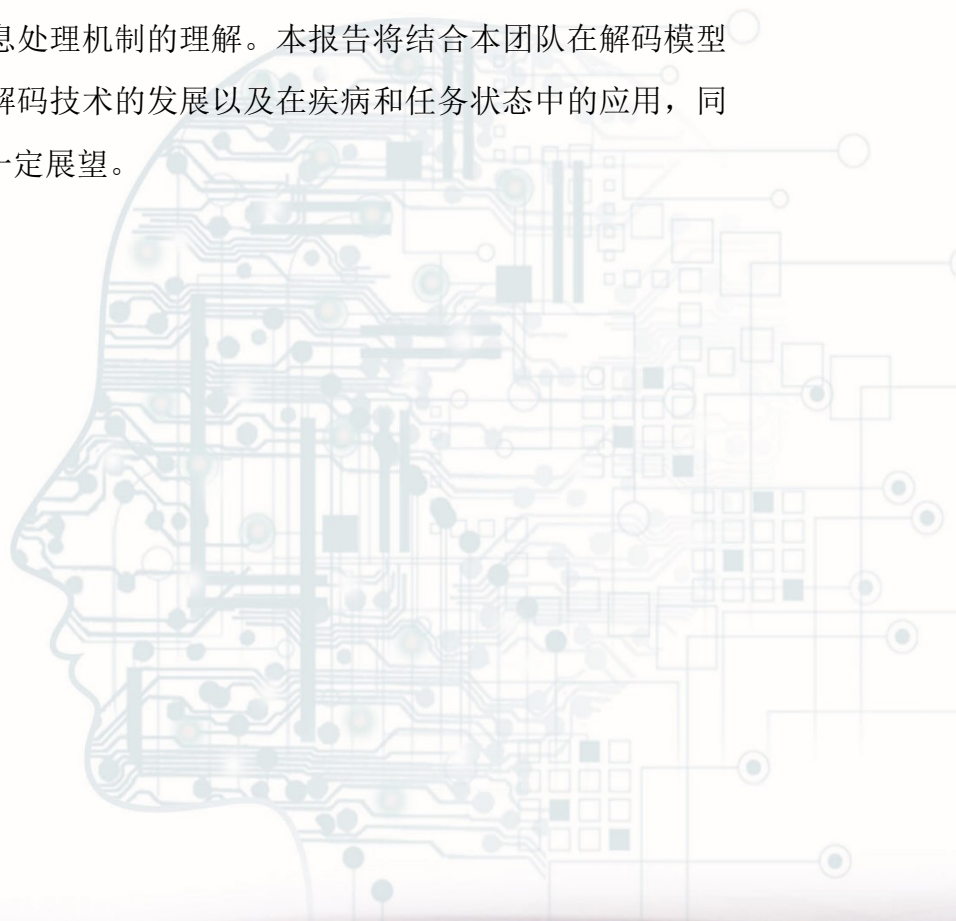 息处理机制的理解。本报告将结合本团队在解码模型
解码技术的发展以及在疾病和任务状态中的应用，同
一定展望。